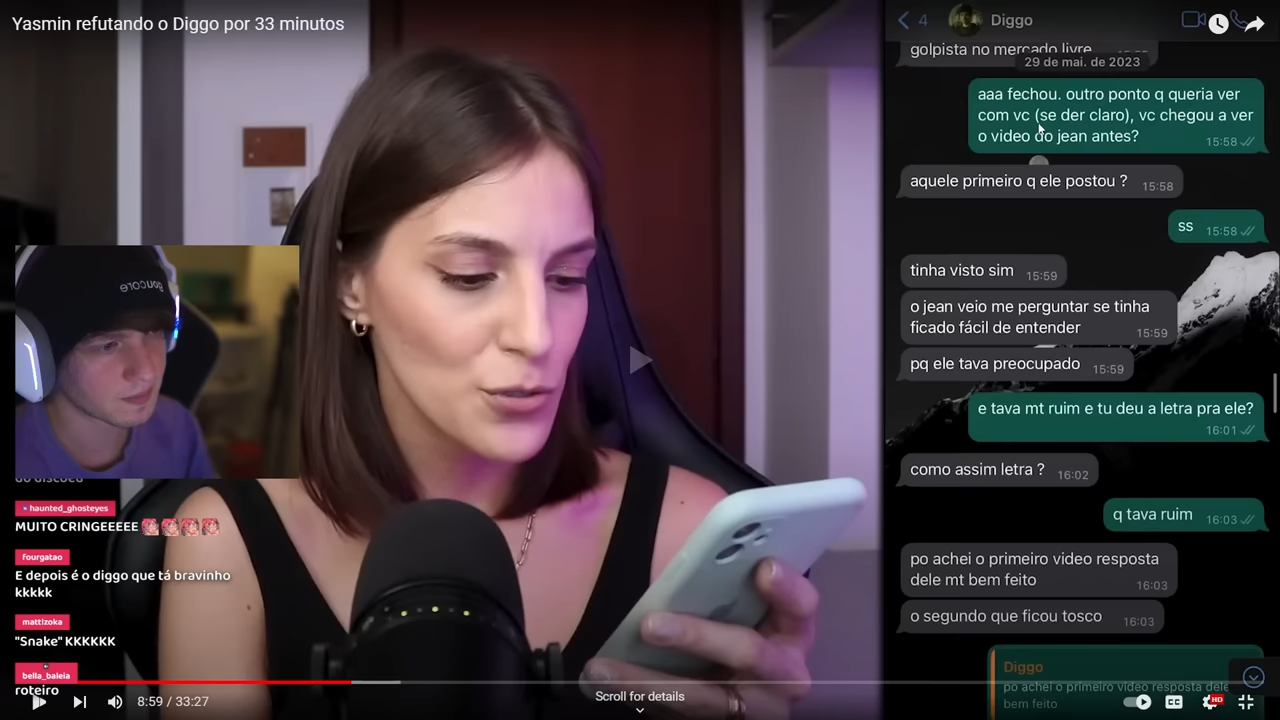 Yasmin refutando o Diggo por 33 minutos
4
Diggo
golpista no mercado livre
29 de mai. de 2023
aaa fechou. outro ponto q queria ver
com vc (se der claro), vc chegou a ver
o video do jean antes?
15:58
aquele primeiro q ele postou ?
15:58
ss
15:58
tinha visto sim
15:59
o jean veio me perguntar se tinha
ficado fácil de entender
15:59
pq ele tava preocupado
15:59
e tava mt ruim e tu deu a letra pra ele?
16:01
como assim letra ?
16:02
q tava ruim
16:03
po achei o primeiro video resposta
dele mt bem feito
16:03
o segundo que ficou tosco
16:03
Diggo
po achei o primeiro video resposta dele
bem feito
goncore
haunted_ghosteyes
MUITO CRINGEEEEE
fourgatao
E depois é o diggo que tá bravinho
kkkkk
mattizoka
"Snake" KKKKKK
bella_baleia
roteiro
8:59 / 33:27
Scroll for details
CC
HD